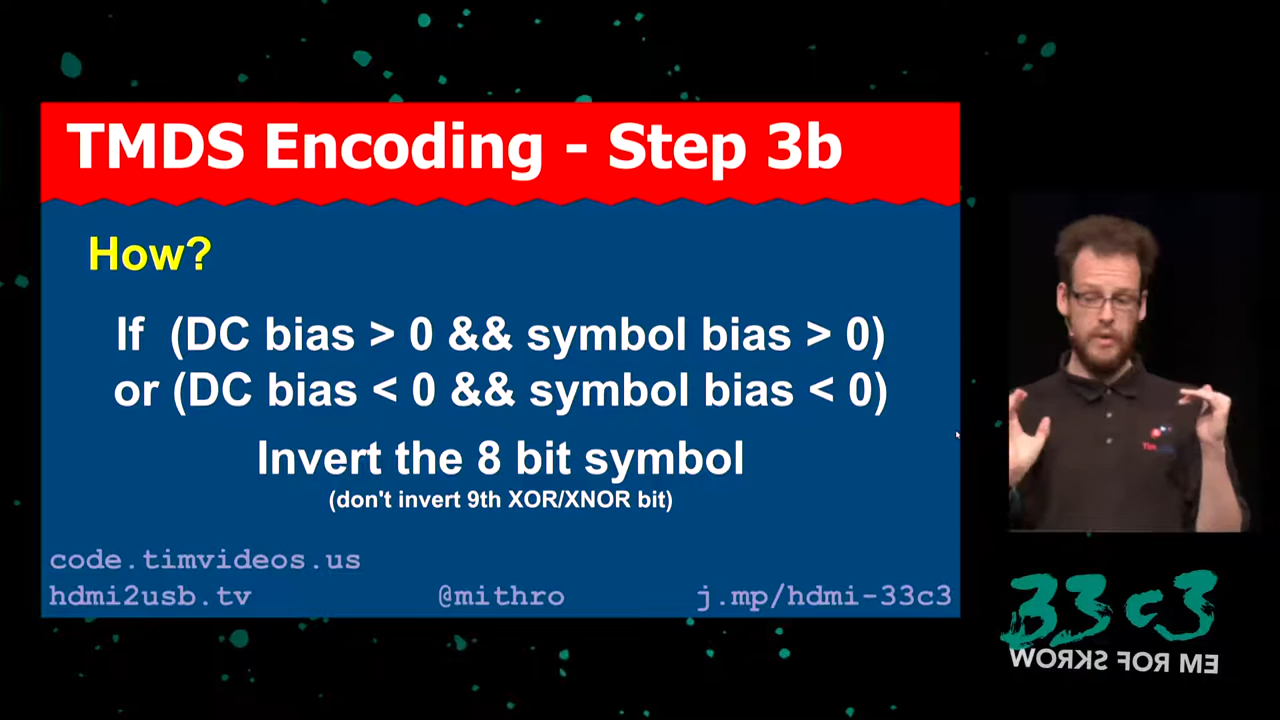 TMDS Encoding - Step 3b
How?
If (DC bias > 0 && symbol bias > 0)
or (DC bias < 0 && symbol bias < 0)
Invert the 8 bit symbol
(don't invert 9th XOR/XNOR bit)
code.timvideos.us
hdmi2usb.tv @mithro j.mp/hdmi-33c3
33c3
WORKS FOR ME